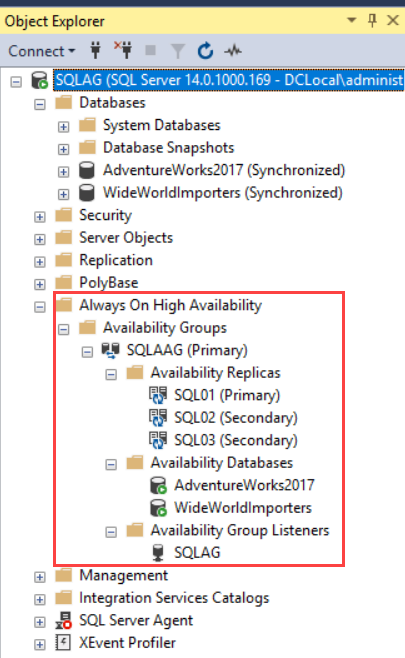 Object Explorer
Connect
SQLAG (SQL Server 14.0.1000.169 - DCLocal\administ
Databases
System Databases
Database Snapshots
AdventureWorks2017 (Synchronized)
WideWorldImporters (Synchronized)
Security
Server Objects
Replication
PolyBase
Always On High Availability
Availability Groups
SQLAAG (Primary)
Availability Replicas
SQL01 (Primary)
SQL02 (Secondary)
SQL03 (Secondary)
Availability Databases
AdventureWorks2017
WideWorldImporters
Availability Group Listeners
SQLAG
Management
Integration Services Catalogs
SQL Server Agent
XEvent Profiler